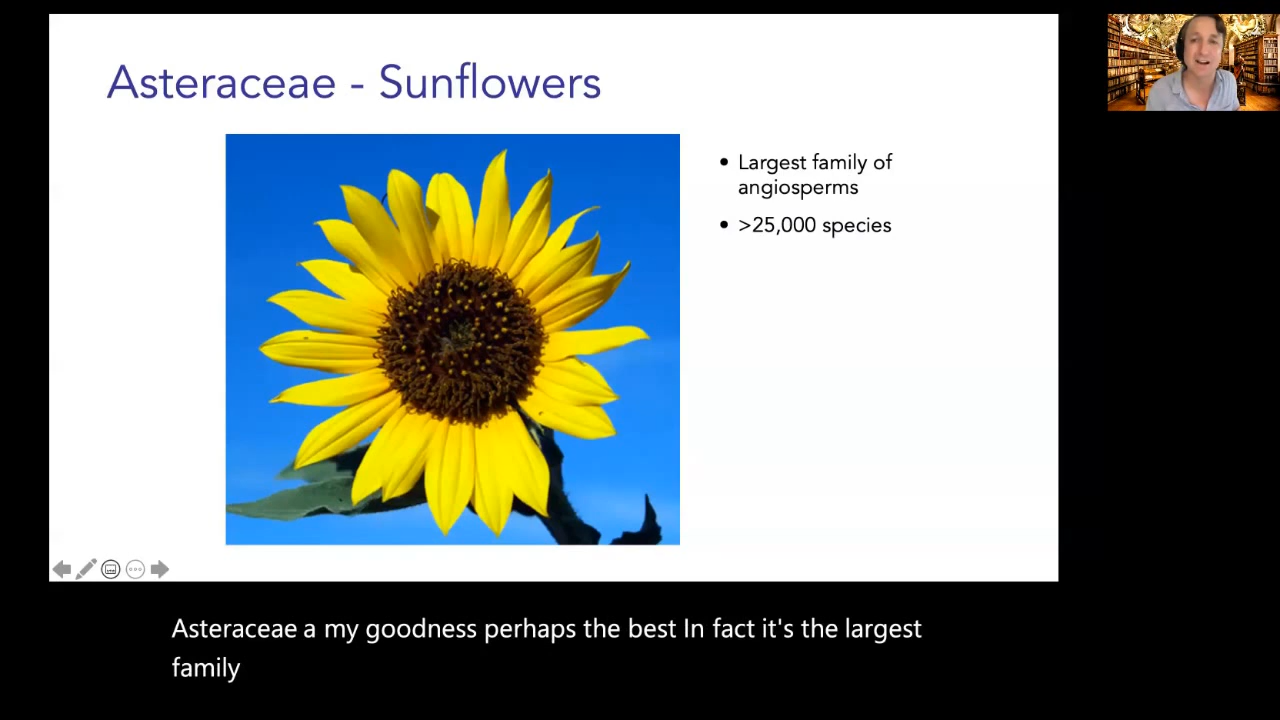 Asteraceae - Sunflowers
• Largest family of
angiosperms
• >25,000 species
Asteraceae a my goodness perhaps the best In fact it's the largest
family